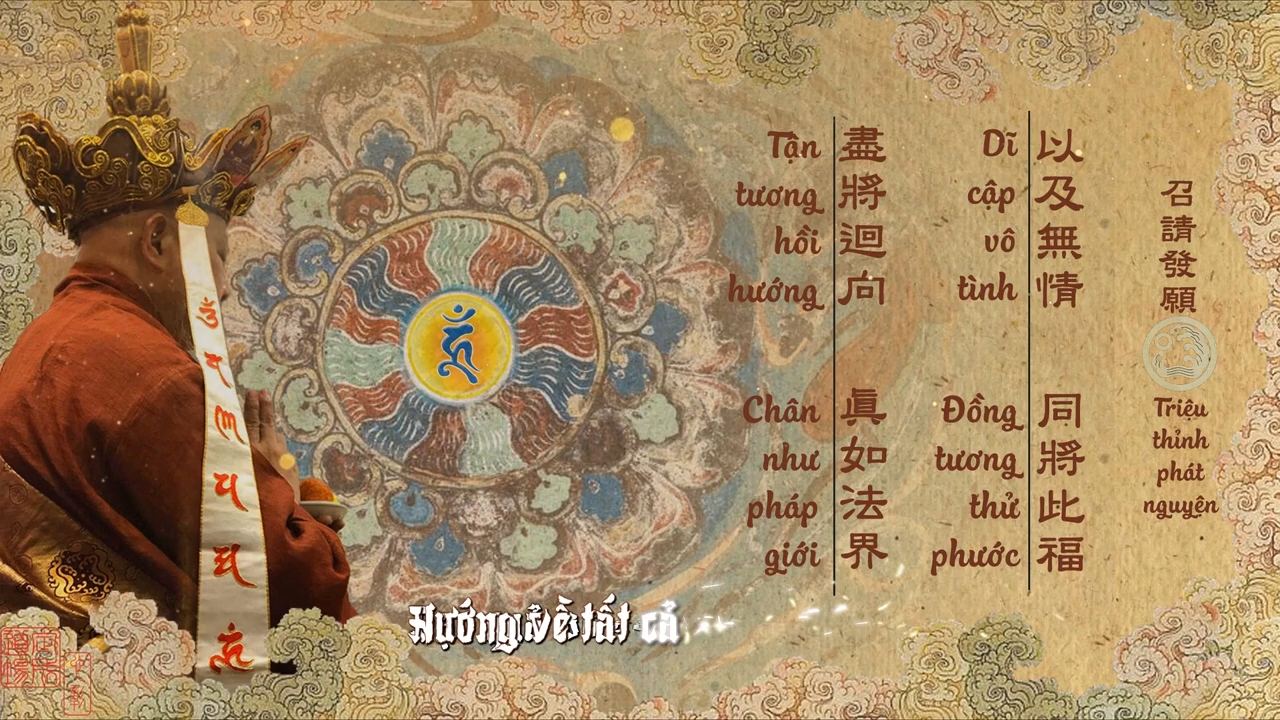 召請發願
Triệu
thỉnh
phát
nguyện
以及無情
Dĩ
cập
vô
tình
同將此福
Đồng
tương
thử
phước
盡將迴向
Tận
tương
hồi
hướng
眞如法界
Chân
như
pháp
giới
Hướng về tất cả